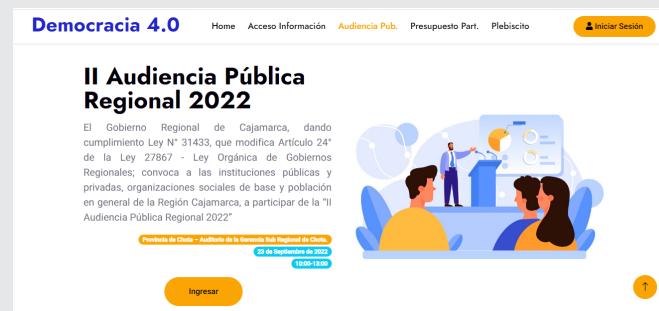 Democracia 4.0 Home Acceso Información Audiencia Pub. Presupuesto Part. Plebiscito Iniciar Sesión
II Audiencia Pública
Regional 2022
El Gobierno Regional de Cajamarca, dando
cumplimiento Ley N° 31433, que modifica Artículo 24°
de la Ley 27867 - Ley Orgánica de Gobiernos
Regionales; convoca a las instituciones públicas y
privadas, organizaciones sociales de base y población
en general de la Región Cajamarca, a participar de la "II
Audiencia Pública Regional 2022"
Provincia de Chota – Auditorio de la Gerencia Sub Regional de Chota.
23 de Septiembre de 2022
10:00-13:00
Ingresar